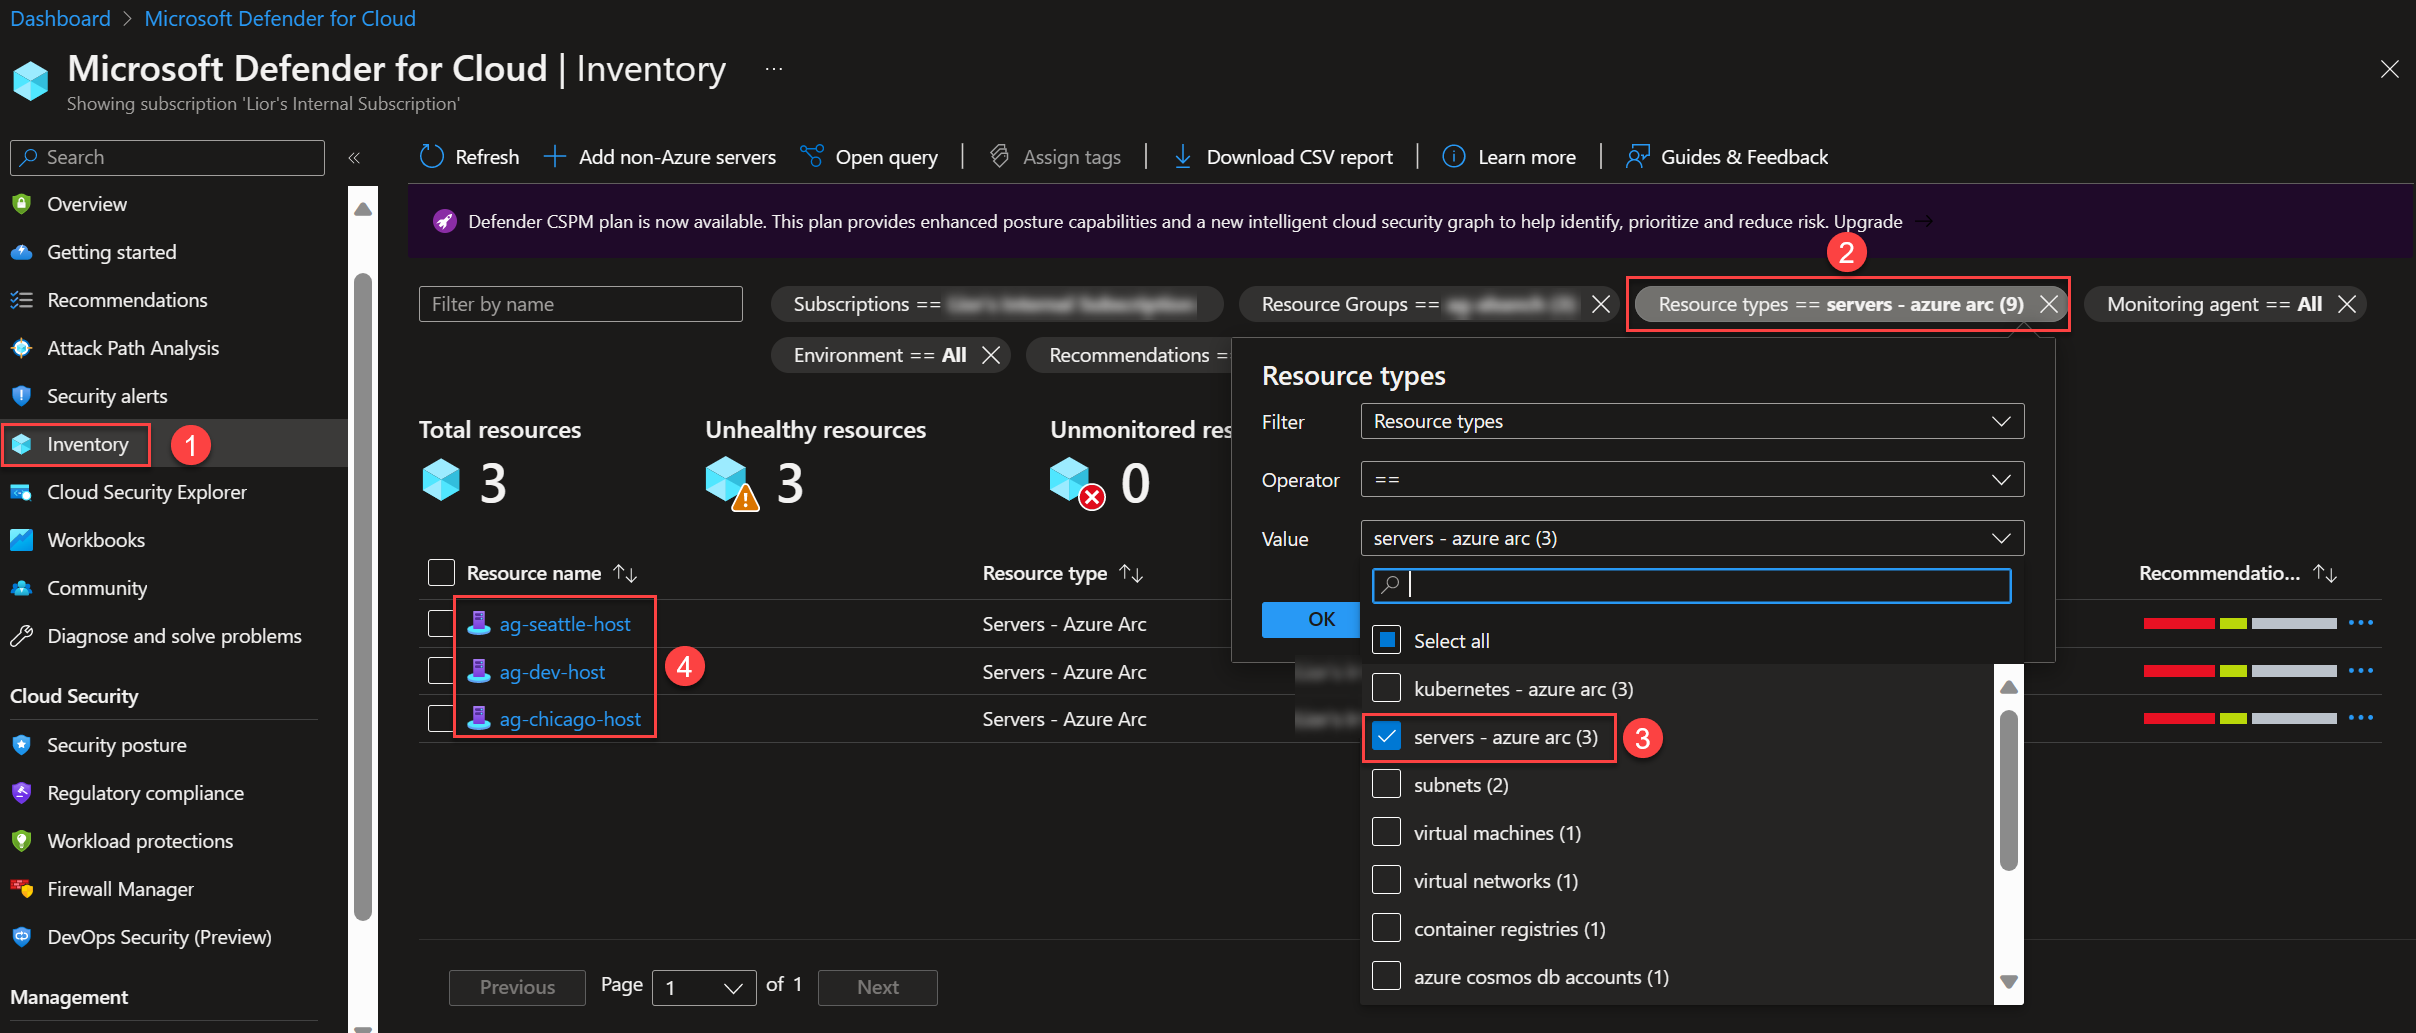 Dashboard > Microsoft Defender for Cloud
Microsoft Defender for Cloud | Inventory ...
Showing subscription 'Lior's Internal Subscription'
Search
«
Overview
Getting started
Recommendations
Attack Path Analysis
Security alerts
Inventory
1
Cloud Security Explorer
Workbooks
Community
Diagnose and solve problems
Cloud Security
Security posture
Regulatory compliance
Workload protections
Firewall Manager
DevOps Security (Preview)
Management
Refresh
Add non-Azure servers
Open query
Assign tags
Download CSV report
Learn more
Guides & Feedback
Defender CSPM plan is now available. This plan provides enhanced posture capabilities and a new intelligent cloud security graph to help identify, prioritize and reduce risk. Upgrade →
2
Filter by name
Subscriptions ==
Resource Groups ==
Resource types == servers - azure arc (9)
Monitoring agent == All
Environment == All
Recommendations =
Total resources
3
Unhealthy resources
3
Unmonitored res
0
Resource name ↑↓
Resource type ↑↓
Recommendatio... ↑↓
ag-seattle-host
Servers - Azure Arc
ag-dev-host
Servers - Azure Arc
ag-chicago-host
Servers - Azure Arc
4
Previous
Page 1 of 1
Next
Resource types
Filter
Resource types
Operator
==
Value
servers - azure arc (3)
OK
Select all
kubernetes - azure arc (3)
servers - azure arc (3)
3
subnets (2)
virtual machines (1)
virtual networks (1)
container registries (1)
azure cosmos db accounts (1)